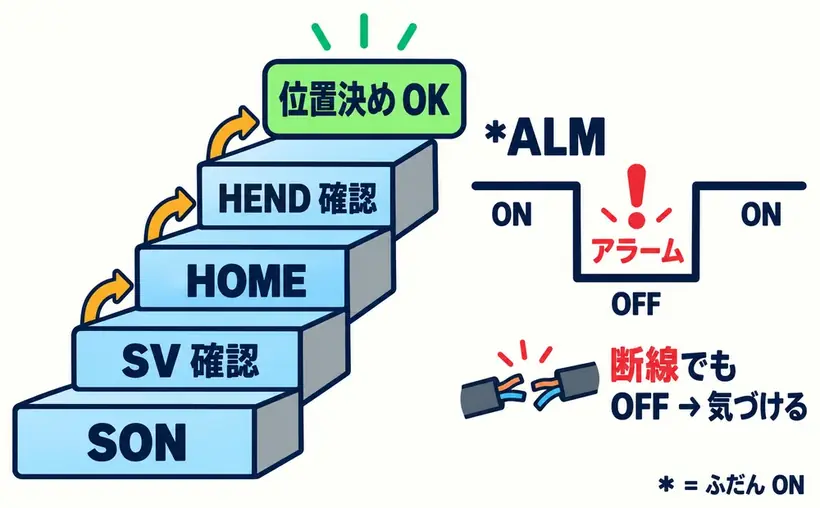 位置決め OK
HEND 確認
HOME
SV 確認
SON
*ALM
ON
アラーム
ON
OFF
断線でも
OFF → 気づける
* = ふだん ON